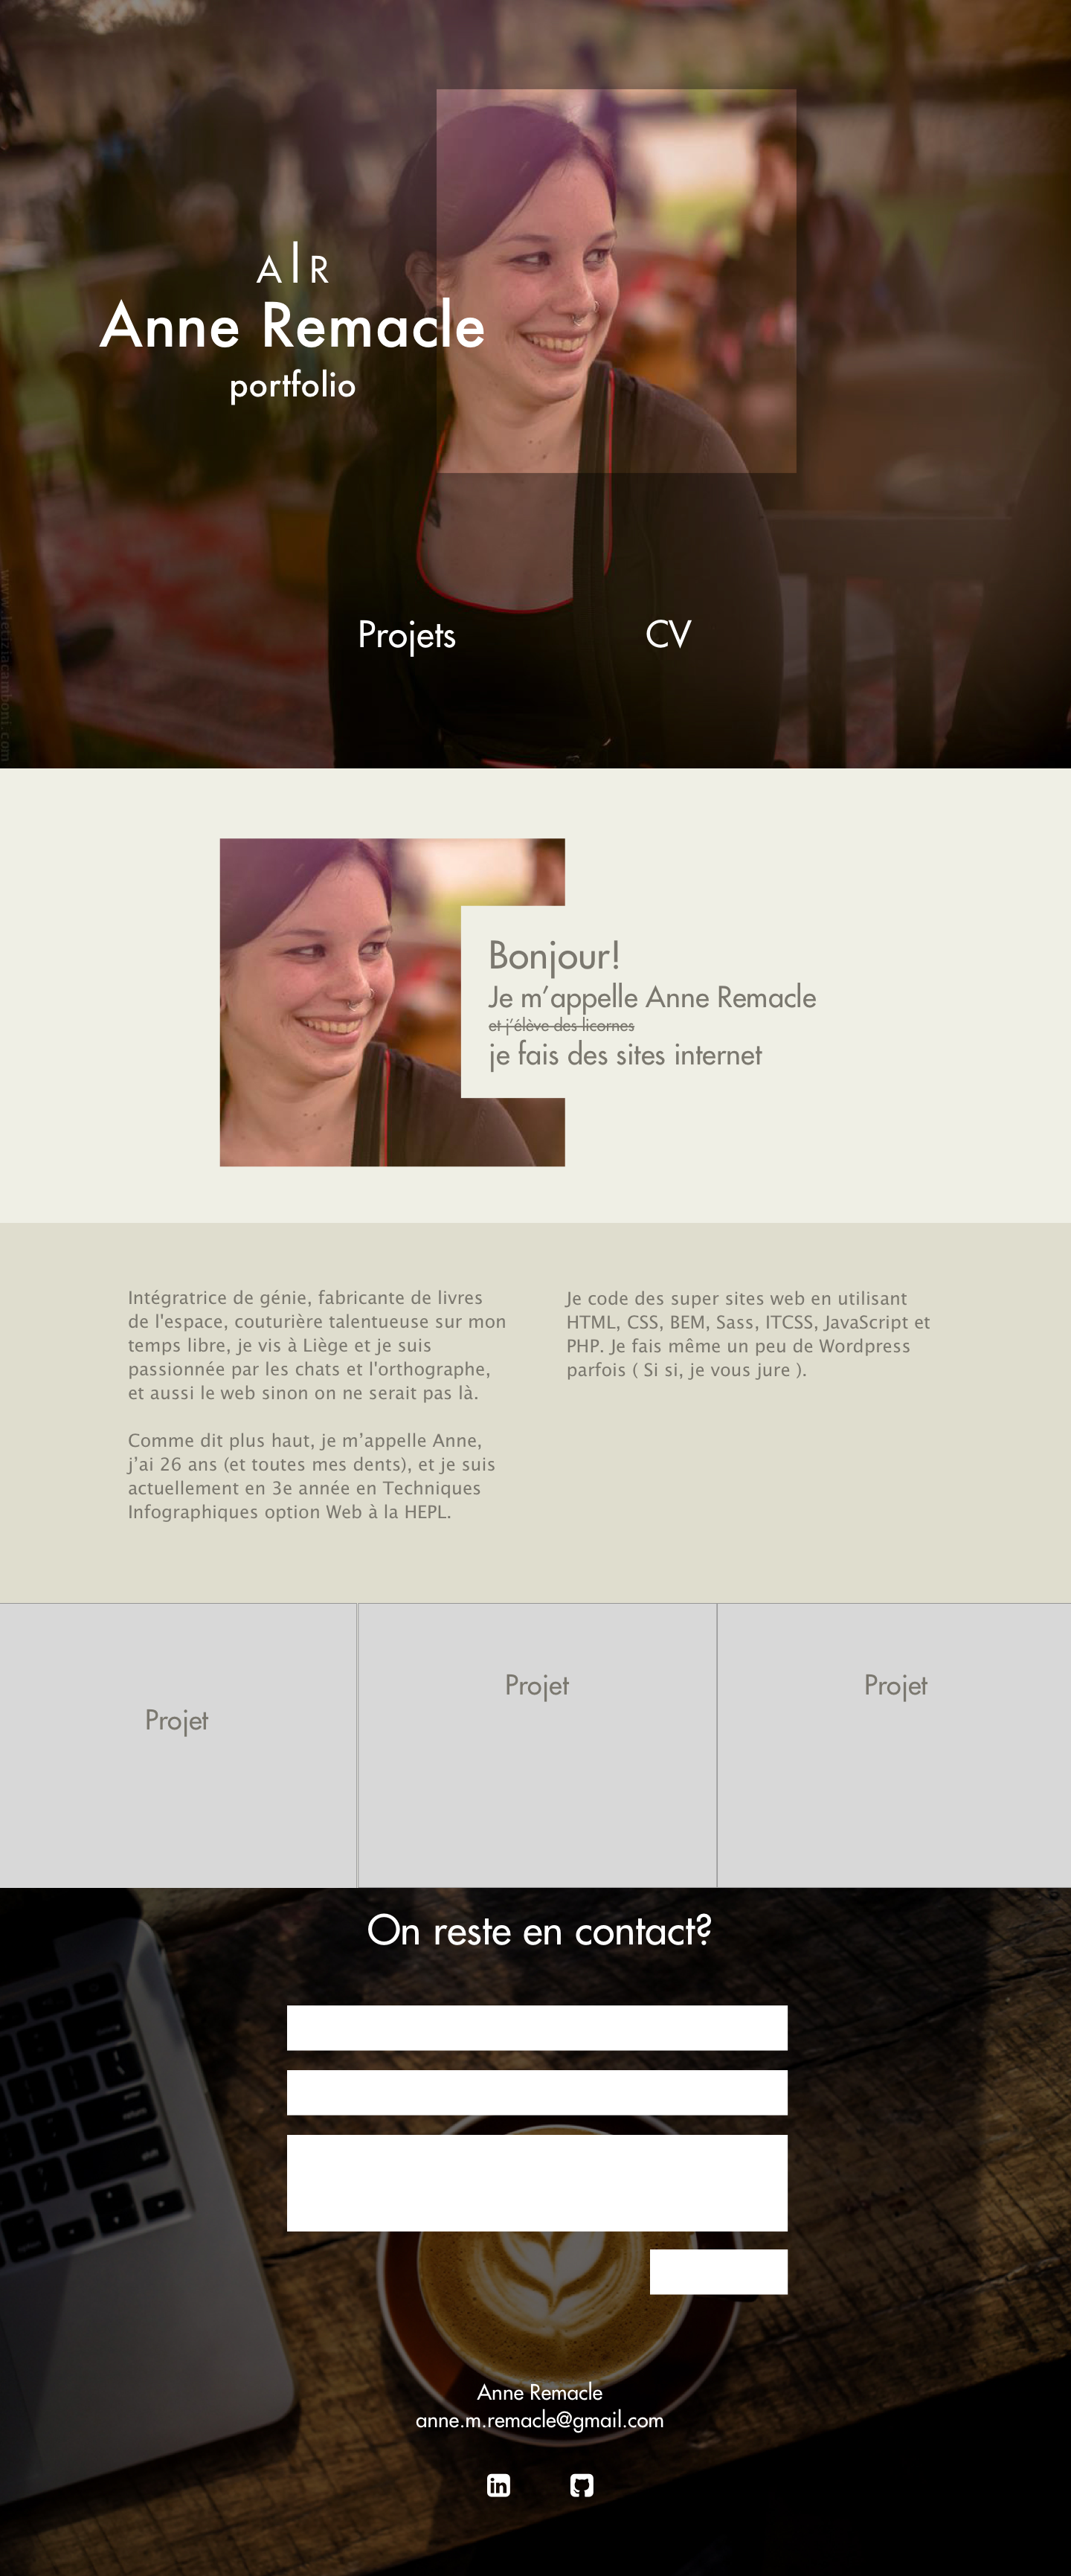 A|R
Anne Remacle
portfolio
Projets
CV
www.letiziacamboni.com
Bonjour!
Je m’appelle Anne Remacle
et j’élève des licornes
je fais des sites internet
Intégratrice de génie, fabricante de livres
de l'espace, couturière talentueuse sur mon
temps libre, je vis à Liège et je suis
passionnée par les chats et l'orthographe,
et aussi le web sinon on ne serait pas là.
Comme dit plus haut, je m’appelle Anne,
j’ai 26 ans (et toutes mes dents), et je suis
actuellement en 3e année en Techniques
Infographiques option Web à la HEPL.
Je code des super sites web en utilisant
HTML, CSS, BEM, Sass, ITCSS, JavaScript et
PHP. Je fais même un peu de Wordpress
parfois ( Si si, je vous jure ).
Projet
Projet
Projet
On reste en contact?
Anne Remacle
anne.m.remacle@gmail.com
in